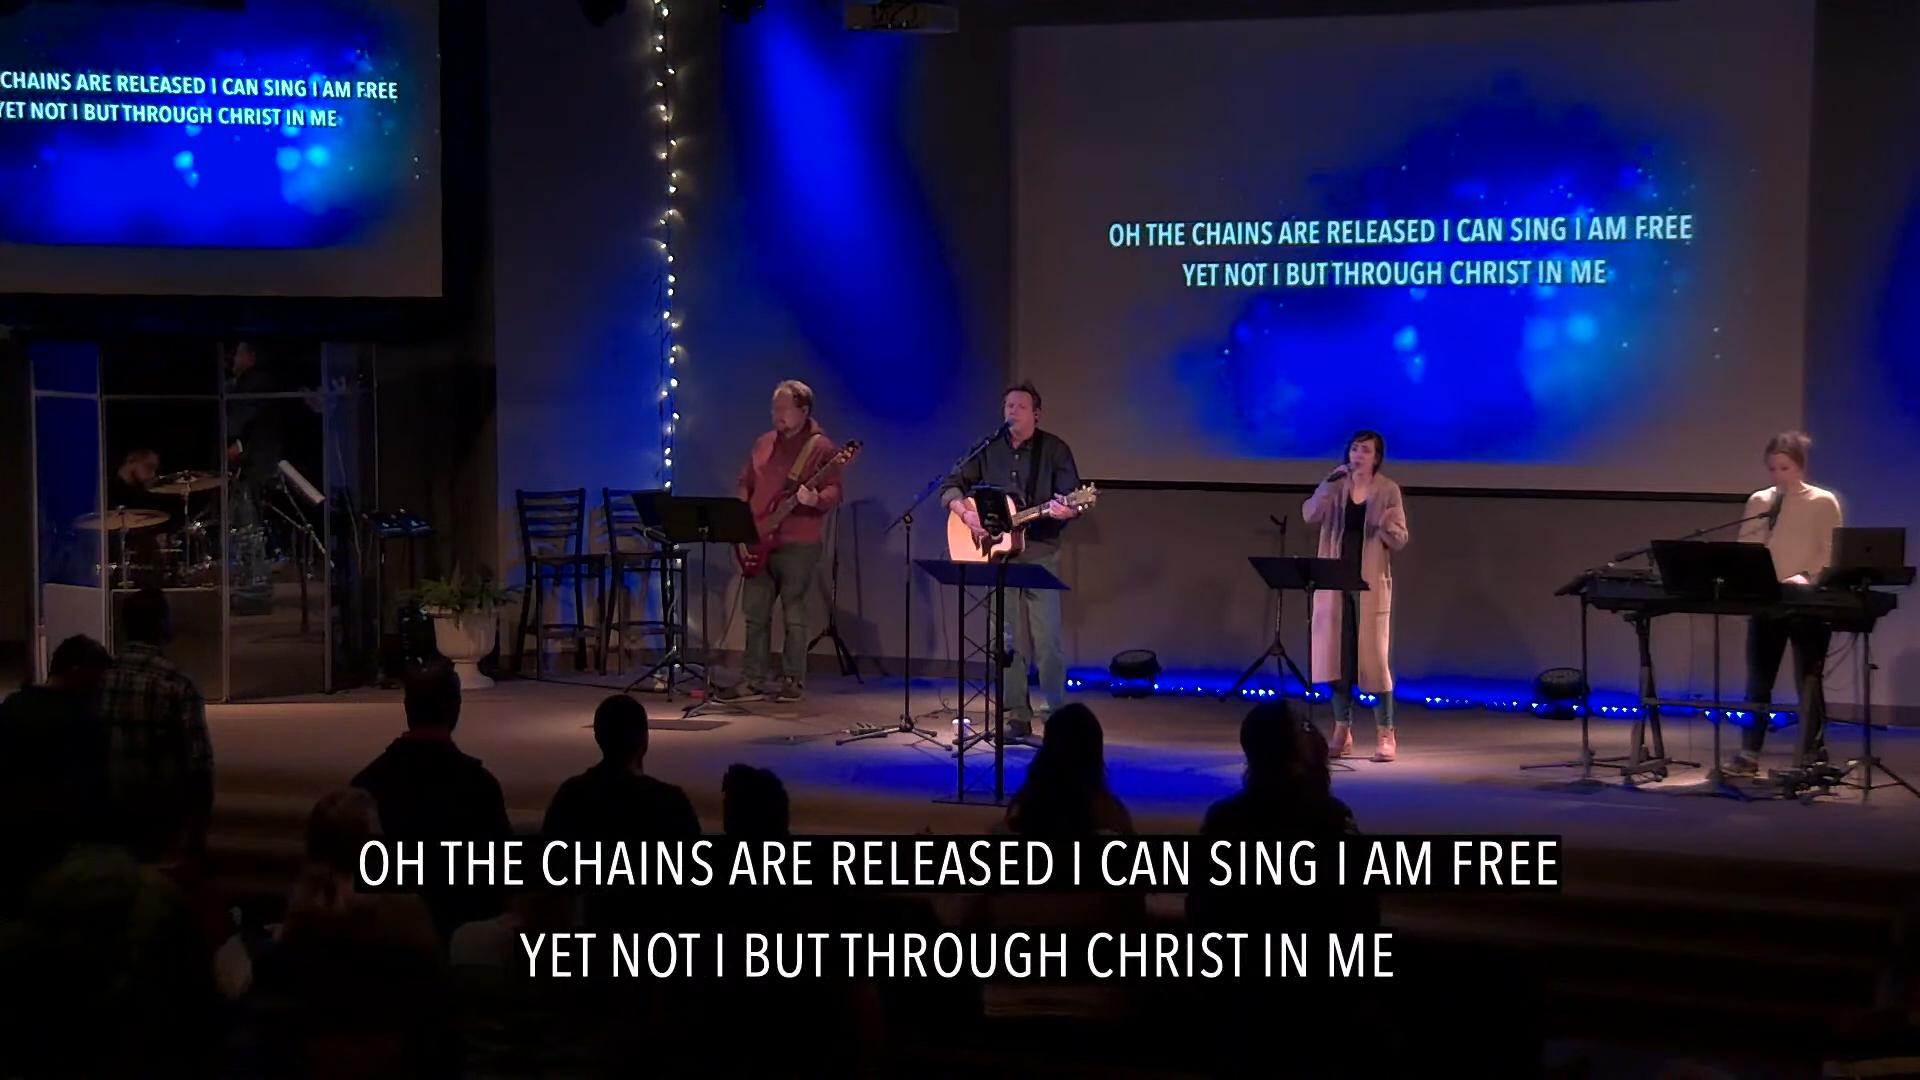 CHAINS ARE RELEASED I CAN SING I AM FREE
YET NOT I BUT THROUGH CHRIST IN ME
OH THE CHAINS ARE RELEASED I CAN SING I AM FREE
YET NOT I BUT THROUGH CHRIST IN ME
OH THE CHAINS ARE RELEASED I CAN SING I AM FREE
YET NOT I BUT THROUGH CHRIST IN ME